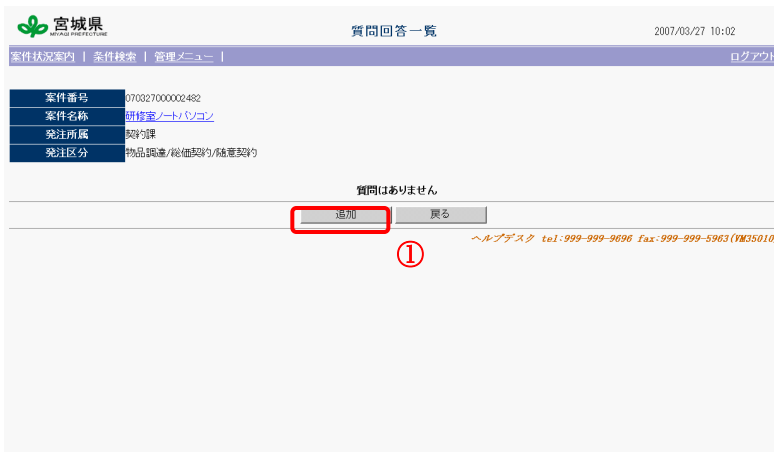 宮城県
MIYAGI PREFECTURE
質問回答一覧
2007/03/27 10:02
案件状況案内 | 条件検索 | 管理メニュー |
ログアウト
案件番号 070327000002482
案件名称 研修室ノートパソコン
発注所属 契約課
発注区分 物品調達/総価契約/随意契約
質問はありません
追加 戻る
ヘルプデスク tel:999-999-9696 fax:999-999-5963(VM35010
①